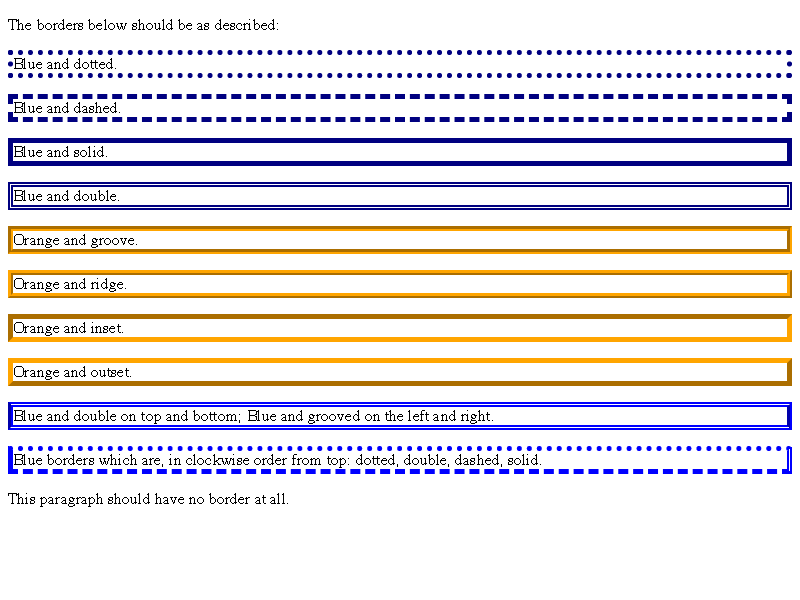 The borders below should be as described:
Blue and dotted.
Blue and dashed.
Blue and solid.
Blue and double.
Orange and groove.
Orange and ridge.
Orange and inset.
Orange and outset.
Blue and double on top and bottom; Blue and grooved on the left and right.
Blue borders which are, in clockwise order from top: dotted, double, dashed, solid.
This paragraph should have no border at all.